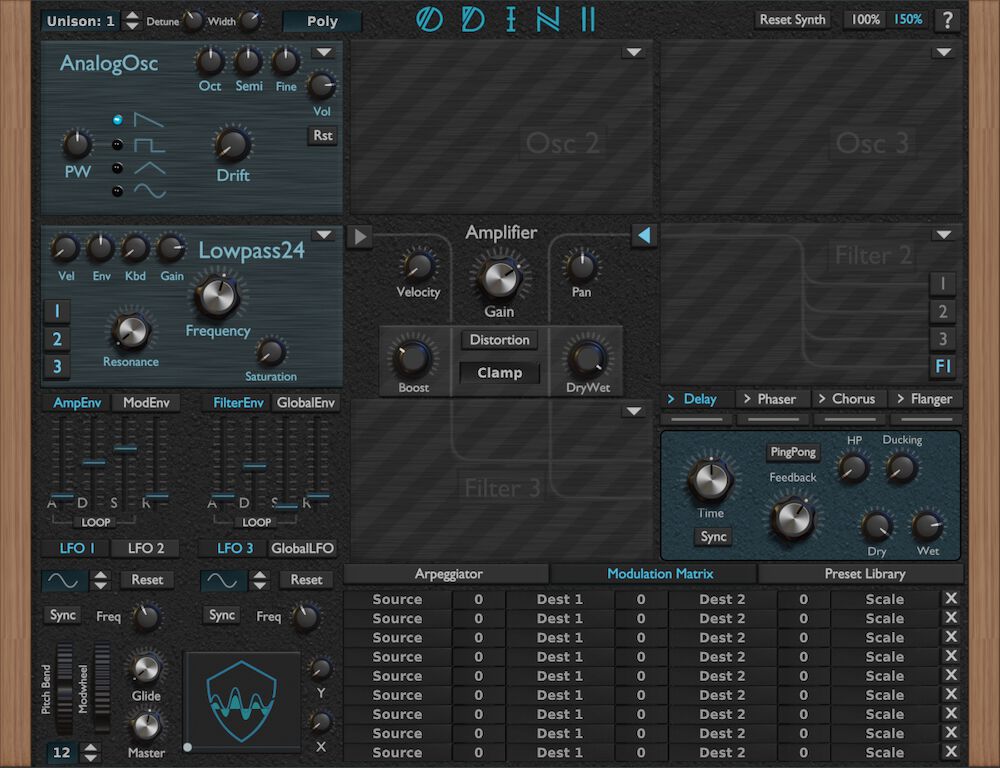 Unison: 1 Detune Width Poly ODIN II Reset Synth 100% 150% ?
AnalogOsc
Oct Semi Fine
Vol
Rst
PW
Drift
Osc 2
Osc 3
Lowpass24
Vel Env Kbd Gain
Frequency
1
2
3
Resonance
Saturation
Amplifier
Velocity
Gain
Pan
Distortion
Clamp
Boost
DryWet
Filter 2
1
2
3
F1
AmpEnv ModEnv FilterEnv GlobalEnv
A D S R
LOOP
A D S R
LOOP
Filter 3
> Delay > Phaser > Chorus > Flanger
HP Ducking
PingPong
Feedback
Time
Sync
Dry Wet
LFO 1 LFO 2 LFO 3 GlobalLFO
Reset Reset
Sync Freq Sync Freq
Pitch Bend
Modwheel
Glide
Master
12
Y
X
Arpeggiator Modulation Matrix Preset Library
Source 0 Dest 1 0 Dest 2 0 Scale X
Source 0 Dest 1 0 Dest 2 0 Scale X
Source 0 Dest 1 0 Dest 2 0 Scale X
Source 0 Dest 1 0 Dest 2 0 Scale X
Source 0 Dest 1 0 Dest 2 0 Scale X
Source 0 Dest 1 0 Dest 2 0 Scale X
Source 0 Dest 1 0 Dest 2 0 Scale X
Source 0 Dest 1 0 Dest 2 0 Scale X
Source 0 Dest 1 0 Dest 2 0 Scale X